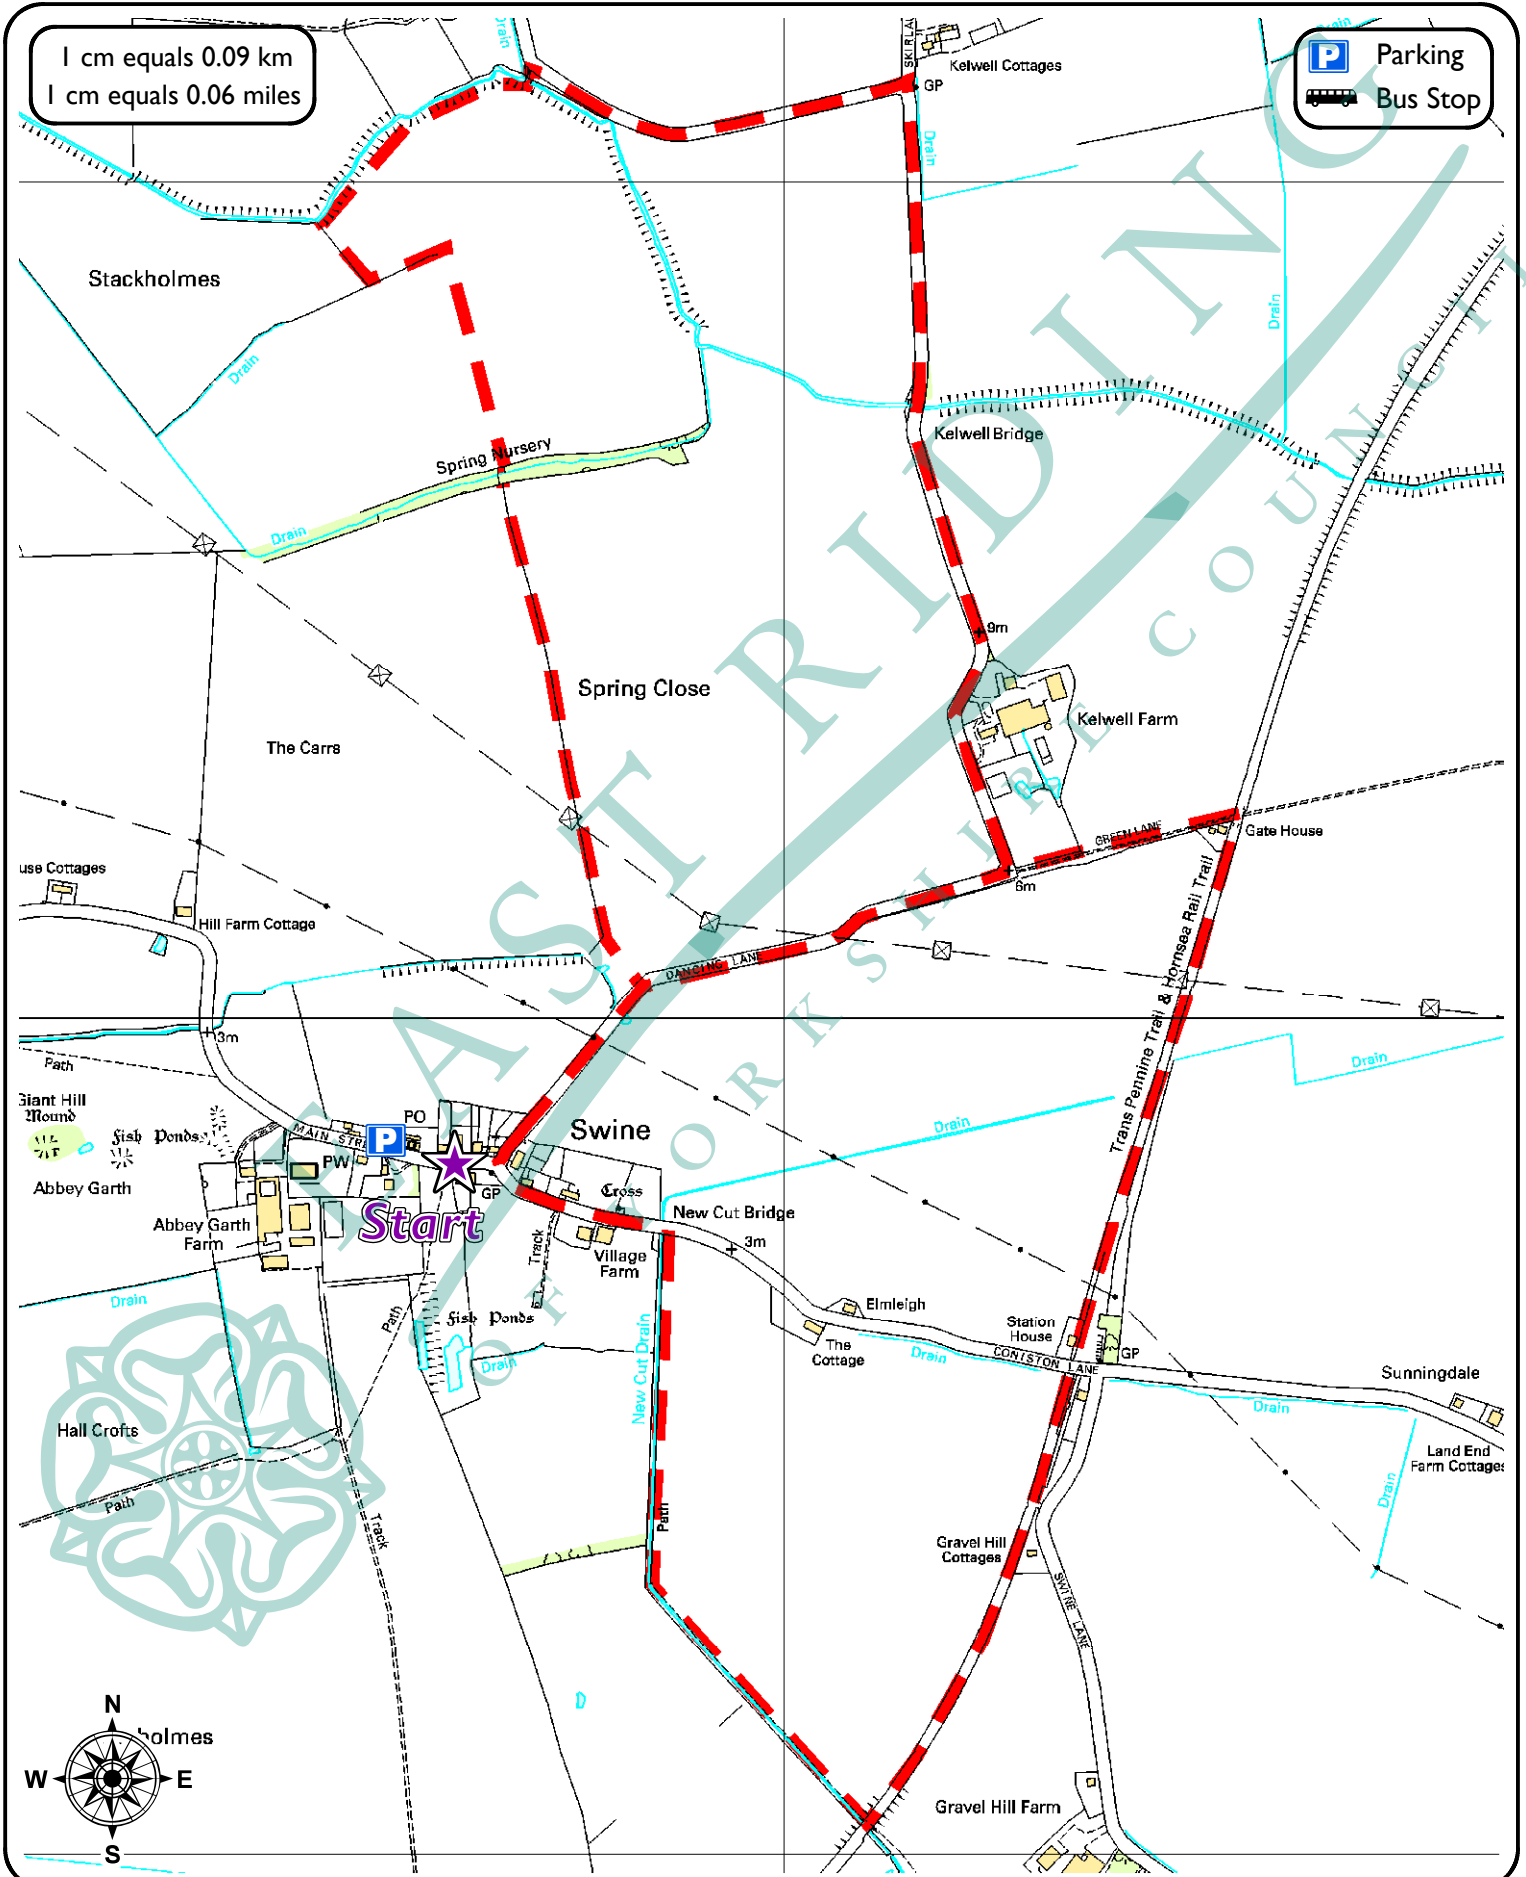 1 cm equals 0.09 km
1 cm equals 0.06 miles
Parking
Bus Stop
Drain
SKIRLAU
Kelwell Cottages
GP
Drain
Drain
Stackholmes
Drain
Drain
Kelwell Bridge
Spring Nursery
Drain
9m
Spring Close
Kelwell Farm
The Carrs
GREEN LANE
Gate House
6m
use Cottages
Hill Farm Cottage
DANCING LANE
Trans Pennine Trail & Hornsea Rail Trail
3m
Path
Drain
Giant Hill
Mound
Fish Ponds
MAIN STRE
PO
Swine
Drain
PW
Abbey Garth
GP
Cross
Start
New Cut Bridge
3m
Abbey Garth
Farm
Track
Village
Farm
Drain
Path
Fish Ponds
Drain
New Cut Drain
Elmleigh
The
Cottage
Drain
Station
House
GP
CONISTON LANE
Sunningdale
Drain
Hall Crofts
Land End
Farm Cottages
Drain
Path
Track
Path
Gravel Hill
Cottages
SWINE LANE
holmes
N
W
E
S
Gravel Hill Farm
EAST RIDING
OF YORKSHIRE COUNCIL